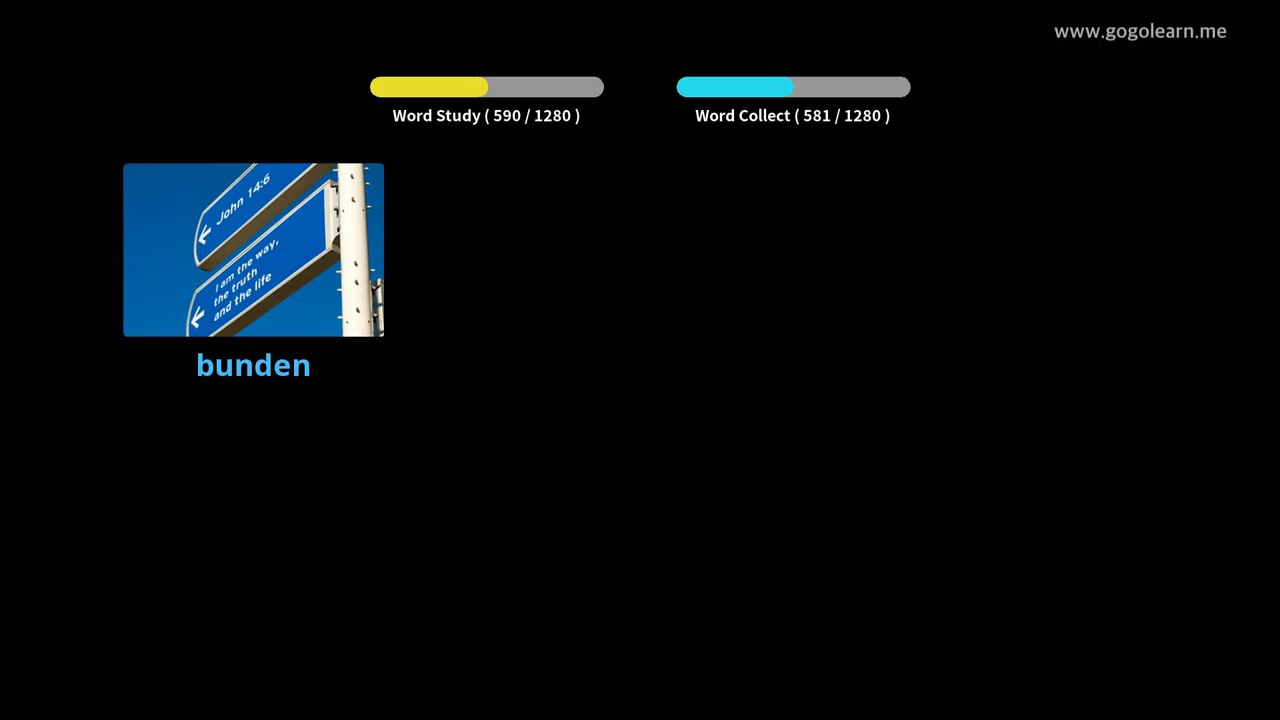 www.gogolearn.me
Word Study ( 590 / 1280 )
Word Collect ( 581 / 1280 )
John 14:6
I am the way,
the truth
and the life
bunden